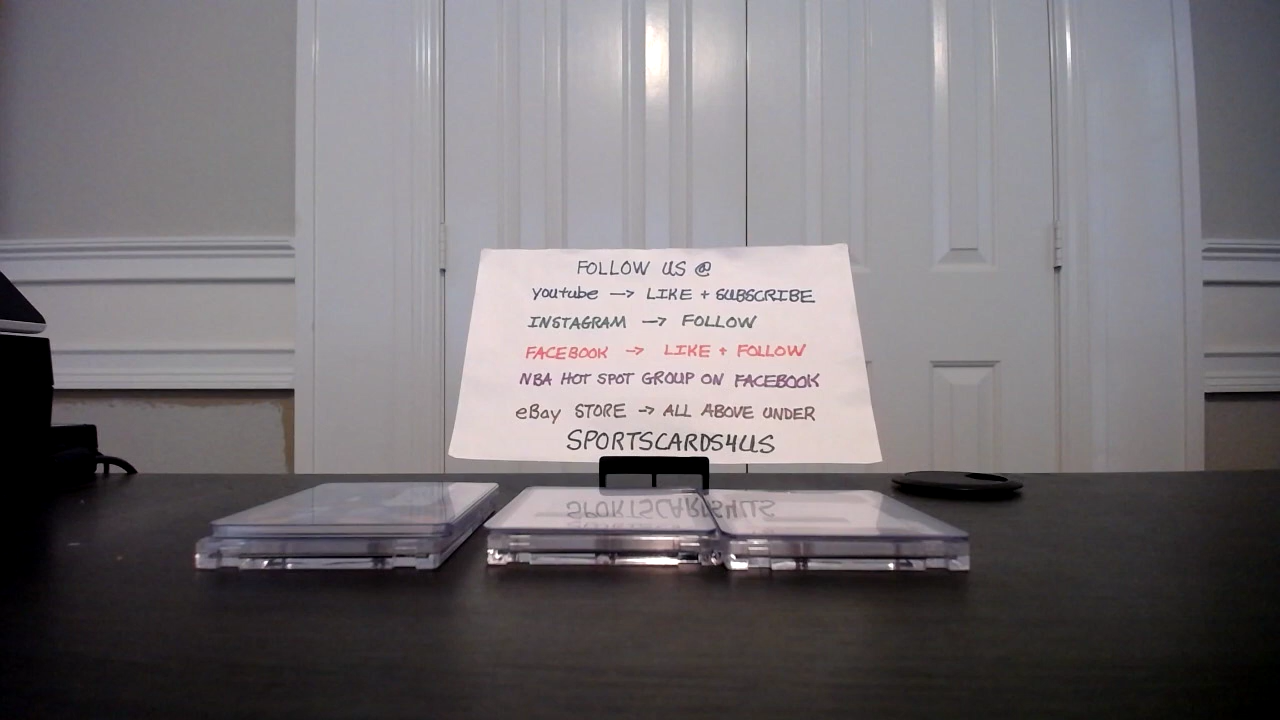 FOLLOW US @
YouTube → LIKE + SUBSCRIBE
INSTAGRAM → FOLLOW
FACEBOOK → LIKE + FOLLOW
NBA HOT SPOT GROUP ON FACEBOOK
eBay STORE → ALL ABOVE UNDER
SPORTSCARDS4US